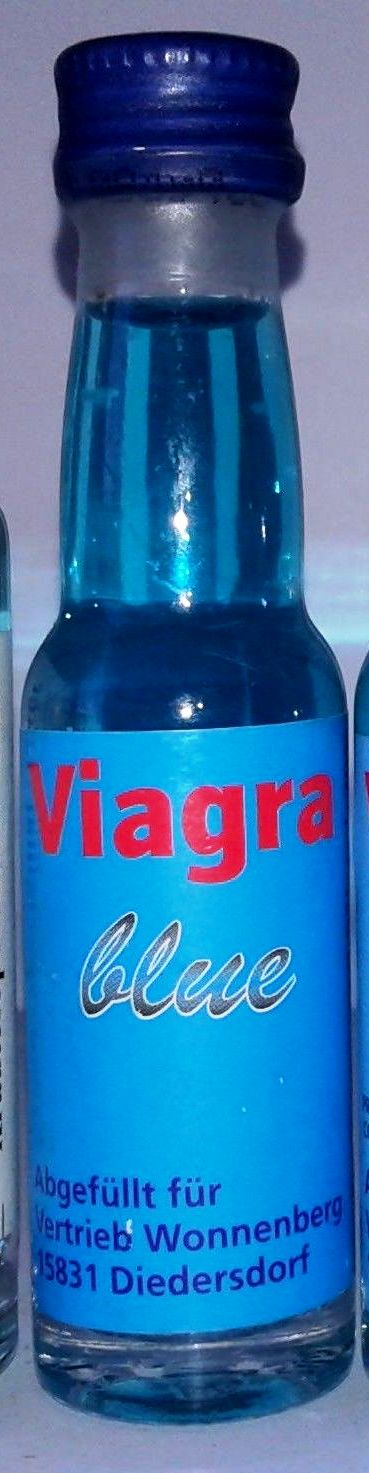 Viagra
blue
Abgefüllt für
Vertrieb Wonnenberg
15831 Diedersdorf